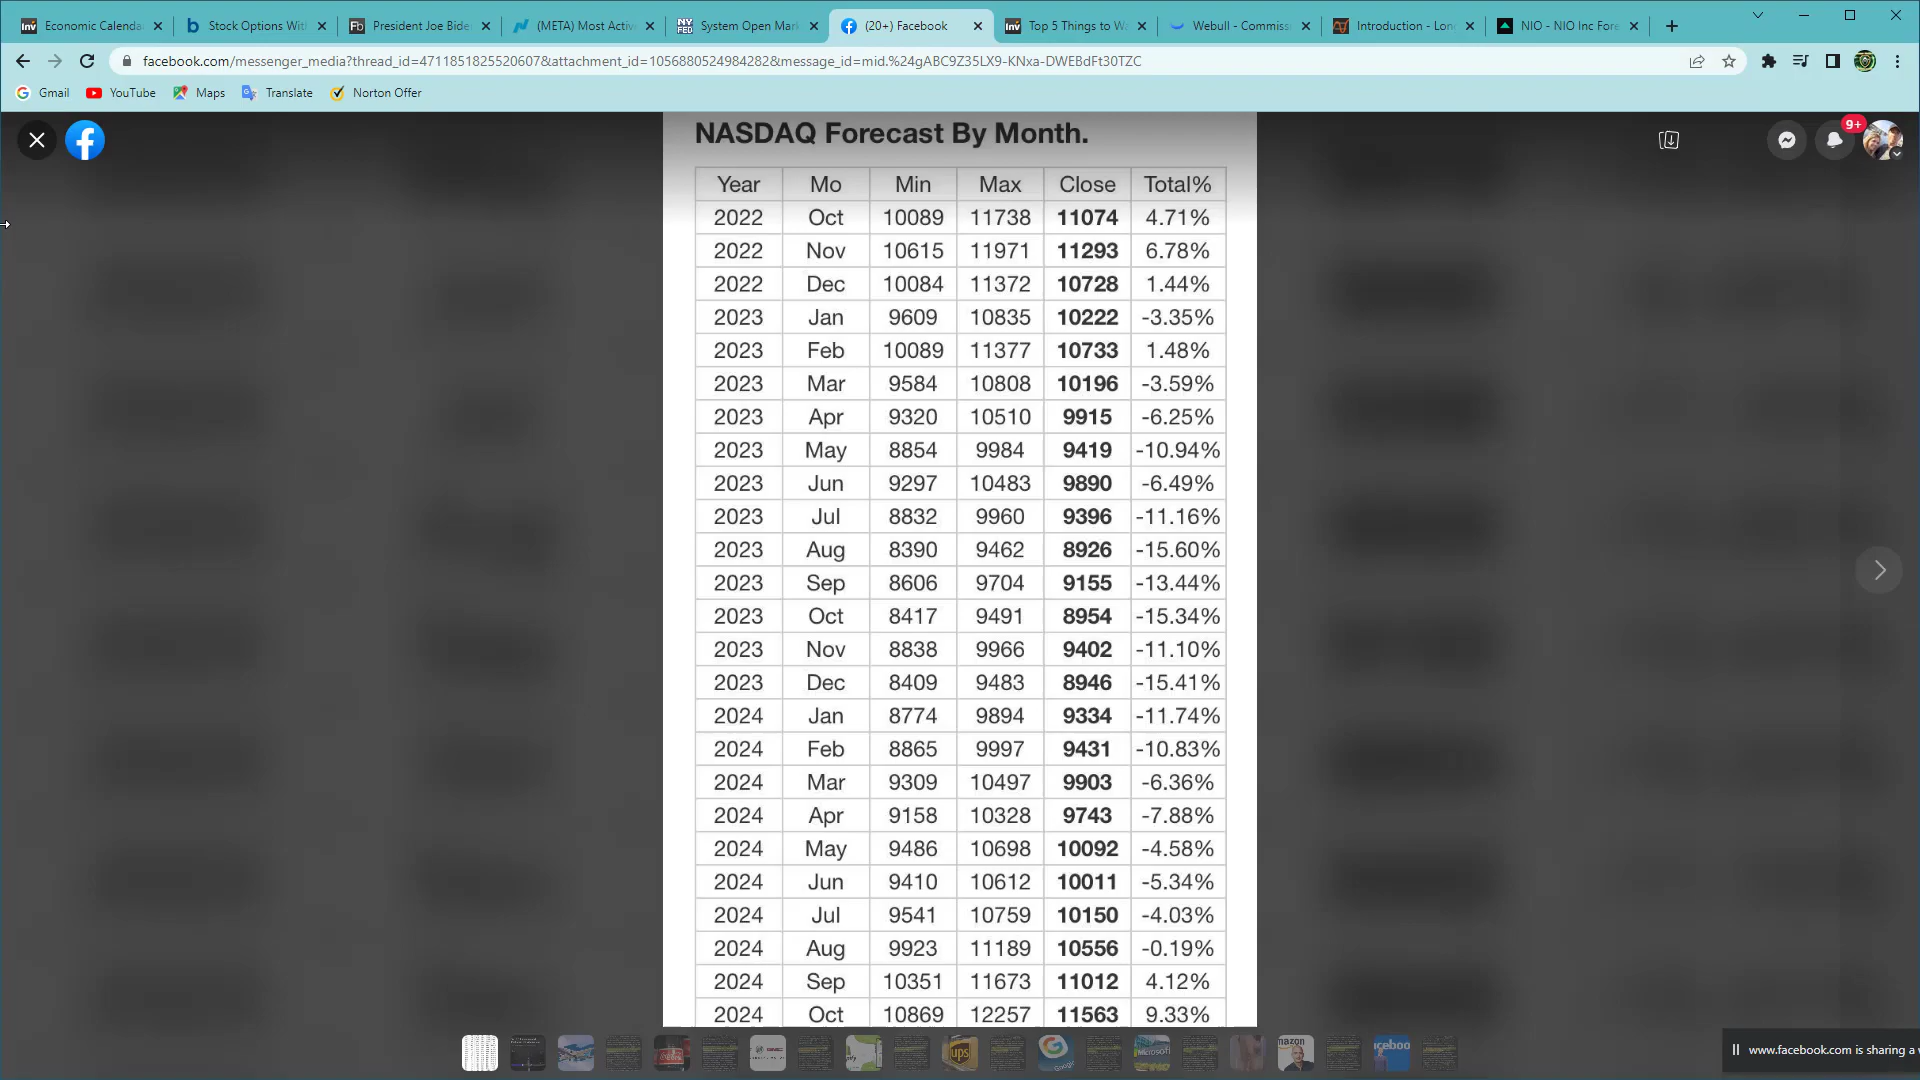 Economic Calenda
Stock Options Wit
President Joe Bide
(META) Most Activ
System Open Mar
(20+) Facebook
Top 5 Things to W
Webull - Commiss
Introduction - Lon
NIO - NIO Inc Fore
facebook.com/messenger_media?thread_id=4711851825520607&attachment_id=1056880524984282&message_id=mid.%24gABC9Z35LX9-KNxa-DWEBdFt30TZC
Gmail YouTube Maps Translate Norton Offer
9+
NASDAQ Forecast By Month.
Year Mo Min Max Close Total%
2022 Oct 10089 11738 11074 4.71%
2022 Nov 10615 11971 11293 6.78%
2022 Dec 10084 11372 10728 1.44%
2023 Jan 9609 10835 10222 -3.35%
2023 Feb 10089 11377 10733 1.48%
2023 Mar 9584 10808 10196 -3.59%
2023 Apr 9320 10510 9915 -6.25%
2023 May 8854 9984 9419 -10.94%
2023 Jun 9297 10483 9890 -6.49%
2023 Jul 8832 9960 9396 -11.16%
2023 Aug 8390 9462 8926 -15.60%
2023 Sep 8606 9704 9155 -13.44%
2023 Oct 8417 9491 8954 -15.34%
2023 Nov 8838 9966 9402 -11.10%
2023 Dec 8409 9483 8946 -15.41%
2024 Jan 8774 9894 9334 -11.74%
2024 Feb 8865 9997 9431 -10.83%
2024 Mar 9309 10497 9903 -6.36%
2024 Apr 9158 10328 9743 -7.88%
2024 May 9486 10698 10092 -4.58%
2024 Jun 9410 10612 10011 -5.34%
2024 Jul 9541 10759 10150 -4.03%
2024 Aug 9923 11189 10556 -0.19%
2024 Sep 10351 11673 11012 4.12%
2024 Oct 10869 12257 11563 9.33%
www.facebook.com is sharing a